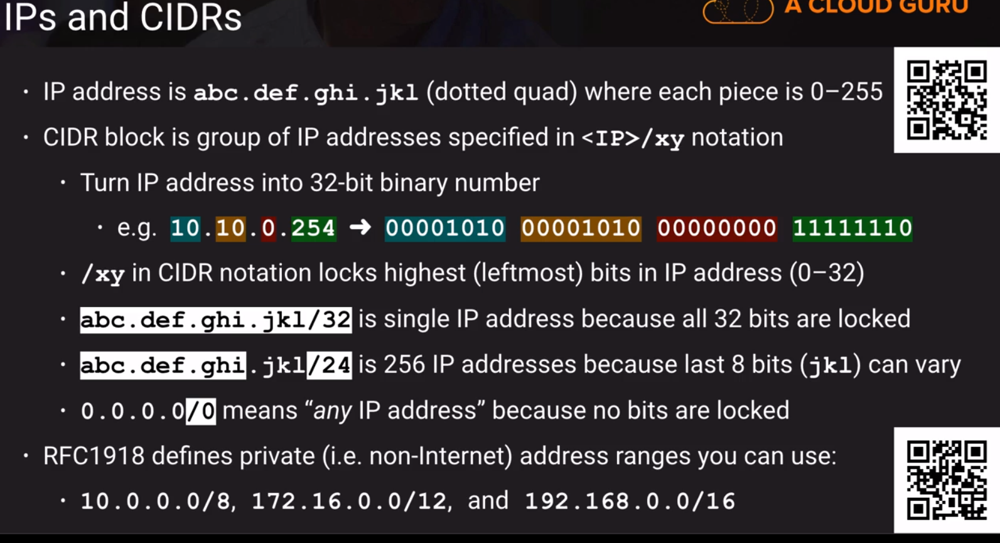 IPs and CIDRs
A CLOUD GURU
· IP address is abc.def.ghi.jkl (dotted quad) where each piece is 0–255
· CIDR block is group of IP addresses specified in <IP>/xy notation
· Turn IP address into 32-bit binary number
· e.g. 10.10.0.254 → 00001010 00001010 00000000 11111110
· /xy in CIDR notation locks highest (leftmost) bits in IP address (0–32)
· abc.def.ghi.jkl/32 is single IP address because all 32 bits are locked
· abc.def.ghi.jkl/24 is 256 IP addresses because last 8 bits (jkl) can vary
· 0.0.0.0/0 means “any IP address” because no bits are locked
· RFC1918 defines private (i.e. non-Internet) address ranges you can use:
· 10.0.0.0/8, 172.16.0.0/12, and 192.168.0.0/16